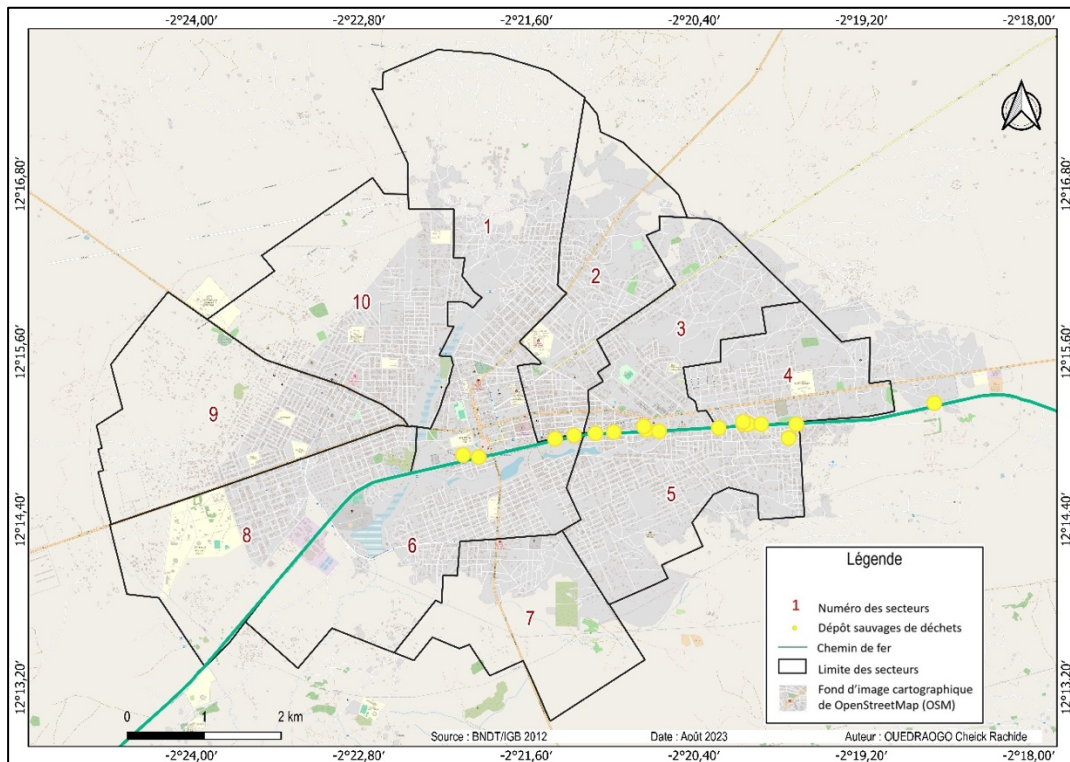 -2°24,00′ -2°22,80′ -2°21,60′ -2°20,40′ -2°19,20′ -2°18,00′
12°16,80′ 12°16,80′
1
2
10
3
12°15,60′ 12°15,60′
4
9
5
12°14,40′ 12°14,40′
8
6
7
Légende
1 Numéro des secteurs
Dépôt sauvages de déchets
Chemin de fer
Limite des secteurs
Fond d'image cartographique
de OpenStreetMap (OSM)
12°13,20′ 12°13,20′
0 1 2 km
Source : BNDT/IGB 2012 Date : Août 2023 Auteur : OUEDRAOGO Cheick Rachide
-2°24,00′ -2°22,80′ -2°21,60′ -2°20,40′ -2°19,20′ -2°18,00′